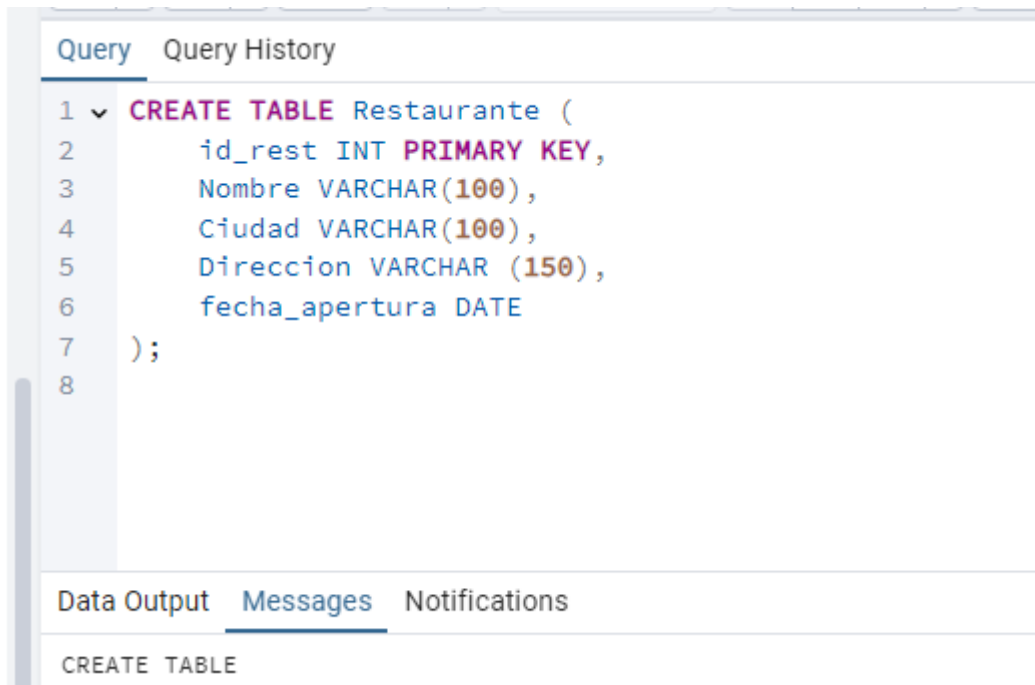 Query Query History
1 CREATE TABLE Restaurante (
2 id_rest INT PRIMARY KEY,
3 Nombre VARCHAR(100),
4 Ciudad VARCHAR(100),
5 Direccion VARCHAR (150),
6 fecha_apertura DATE
7 );
8
Data Output Messages Notifications
CREATE TABLE